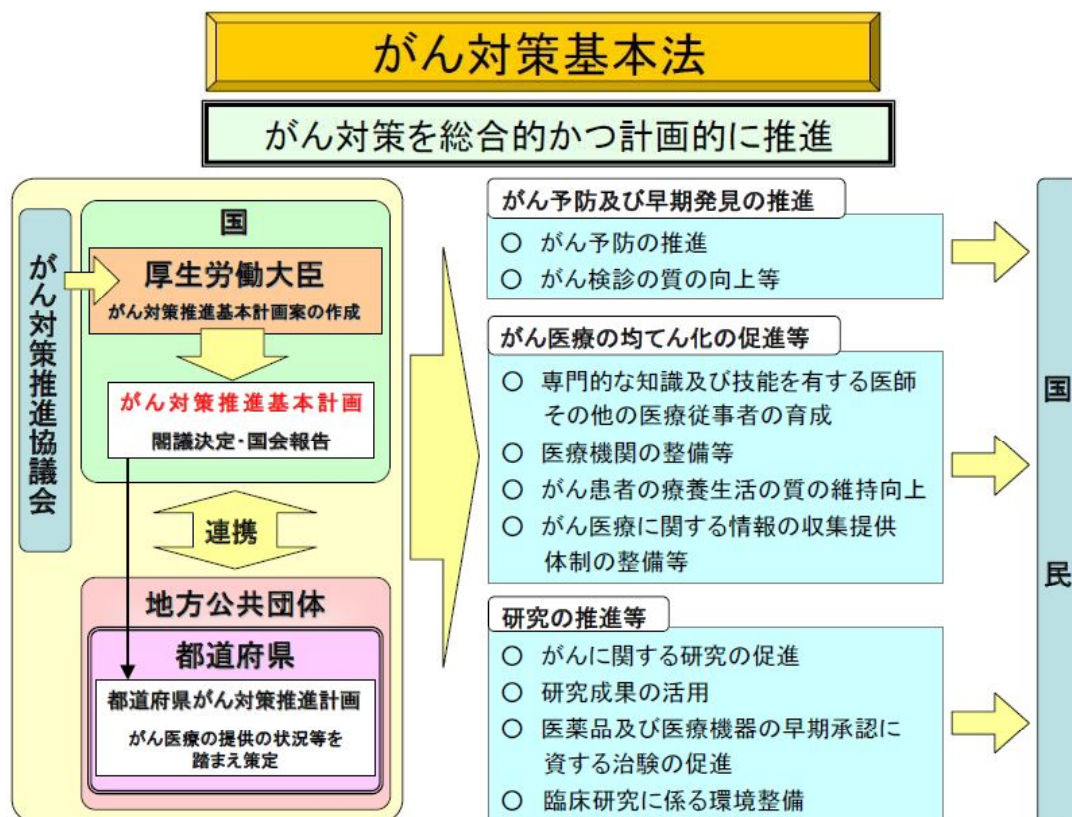 がん対策基本法
がん対策を総合的かつ計画的に推進
がん対策推進協議会
国
厚生労働大臣
がん対策推進基本計画案の作成
がん対策推進基本計画
閣議決定・国会報告
連携
地方公共団体
都道府県
都道府県がん対策推進計画
がん医療の提供の状況等を
踏まえ策定
がん予防及び早期発見の推進
○ がん予防の推進
○ がん検診の質の向上等
がん医療の均てん化の促進等
○ 専門的な知識及び技能を有する医師
その他の医療従事者の育成
○ 医療機関の整備等
○ がん患者の療養生活の質の維持向上
○ がん医療に関する情報の収集提供
体制の整備等
研究の推進等
○ がんに関する研究の促進
○ 研究成果の活用
○ 医薬品及び医療機器の早期承認に
資する治験の促進
○ 臨床研究に係る環境整備
国民